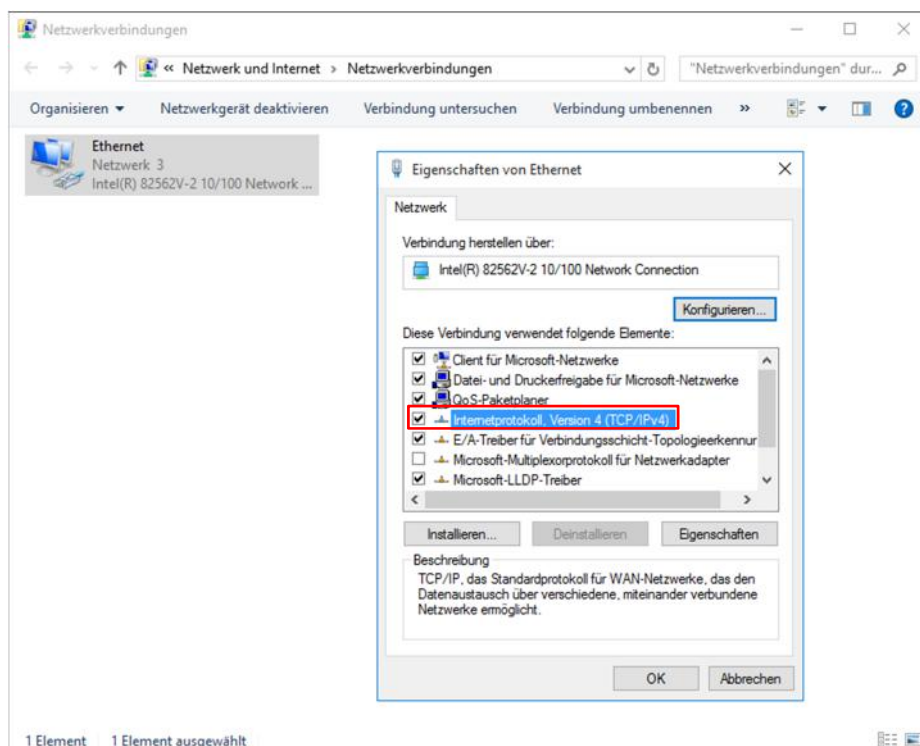 Netzwerkverbindungen
« Netzwerk und Internet › Netzwerkverbindungen
"Netzwerkverbindungen" dur...
Organisieren
Netzwerkgerät deaktivieren
Verbindung untersuchen
Verbindung umbenennen
»
Ethernet
Netzwerk 3
Intel(R) 82562V-2 10/100 Network ...
Eigenschaften von Ethernet
Netzwerk
Verbindung herstellen über:
Intel(R) 82562V-2 10/100 Network Connection
Konfigurieren...
Diese Verbindung verwendet folgende Elemente:
Client für Microsoft-Netzwerke
Datei- und Druckerfreigabe für Microsoft-Netzwerke
QoS-Paketplaner
Internetprotokoll, Version 4 (TCP/IPv4)
E/A-Treiber für Verbindungsschicht-Topologieerkennur
Microsoft-Multiplexorprotokoll für Netzwerkadapter
Microsoft-LLDP-Treiber
Installieren...
Deinstallieren
Eigenschaften
Beschreibung
TCP/IP, das Standardprotokoll für WAN-Netzwerke, das den
Datenaustausch über verschiedene, miteinander verbundene
Netzwerke ermöglicht.
OK
Abbrechen
1 Element
1 Element ausgewählt